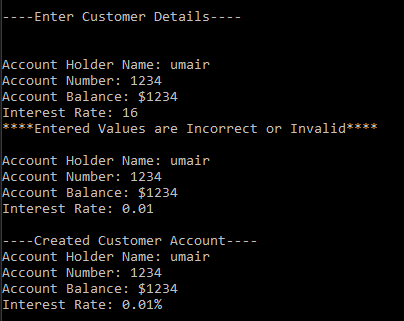 ----Enter Customer Details----
Account Holder Name: umair
Account Number: 1234
Account Balance: $1234
Interest Rate: 16
****Entered Values are Incorrect or Invalid****
Account Holder Name: umair
Account Number: 1234
Account Balance: $1234
Interest Rate: 0.01
----Created Customer Account----
Account Holder Name: umair
Account Number: 1234
Account Balance: $1234
Interest Rate: 0.01%